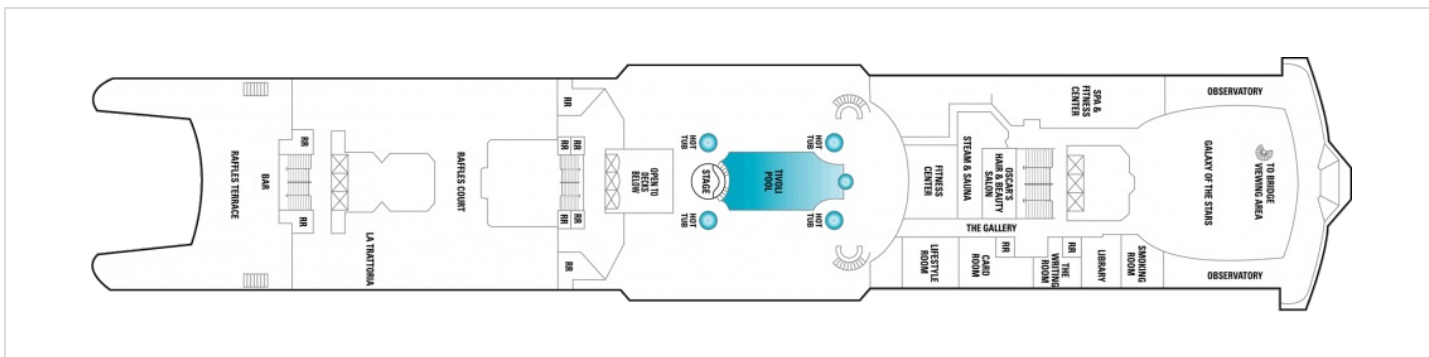 RAFFLES TERRACE
BAR
RR
RR
LA TRATTORIA
RAFFLES COURT
RR
RR
RR
RR
RR
RR
OPEN TO
DECKS
BELOW
HOT
TUB
HOT
TUB
STAGE
TIVOLI
POOL
HOT
TUB
HOT
TUB
FITNESS
CENTER
STEAM & SAUNA
OSCAR'S
HAIR & BEAUTY
SALON
SPA &
FITNESS
CENTER
THE GALLERY
LIFESTYLE
ROOM
CARD
ROOM
RR
THE
WRITING
ROOM
RR
LIBRARY
SMOKING
ROOM
OBSERVATORY
GALAXY OF THE STARS
TO BRIDGE
VIEWING AREA
OBSERVATORY